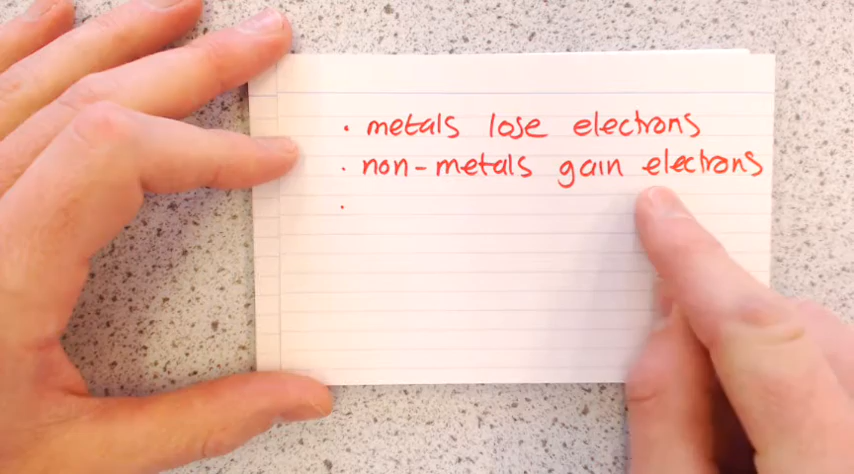 · metals lose electrons
· non-metals gain electrons
·